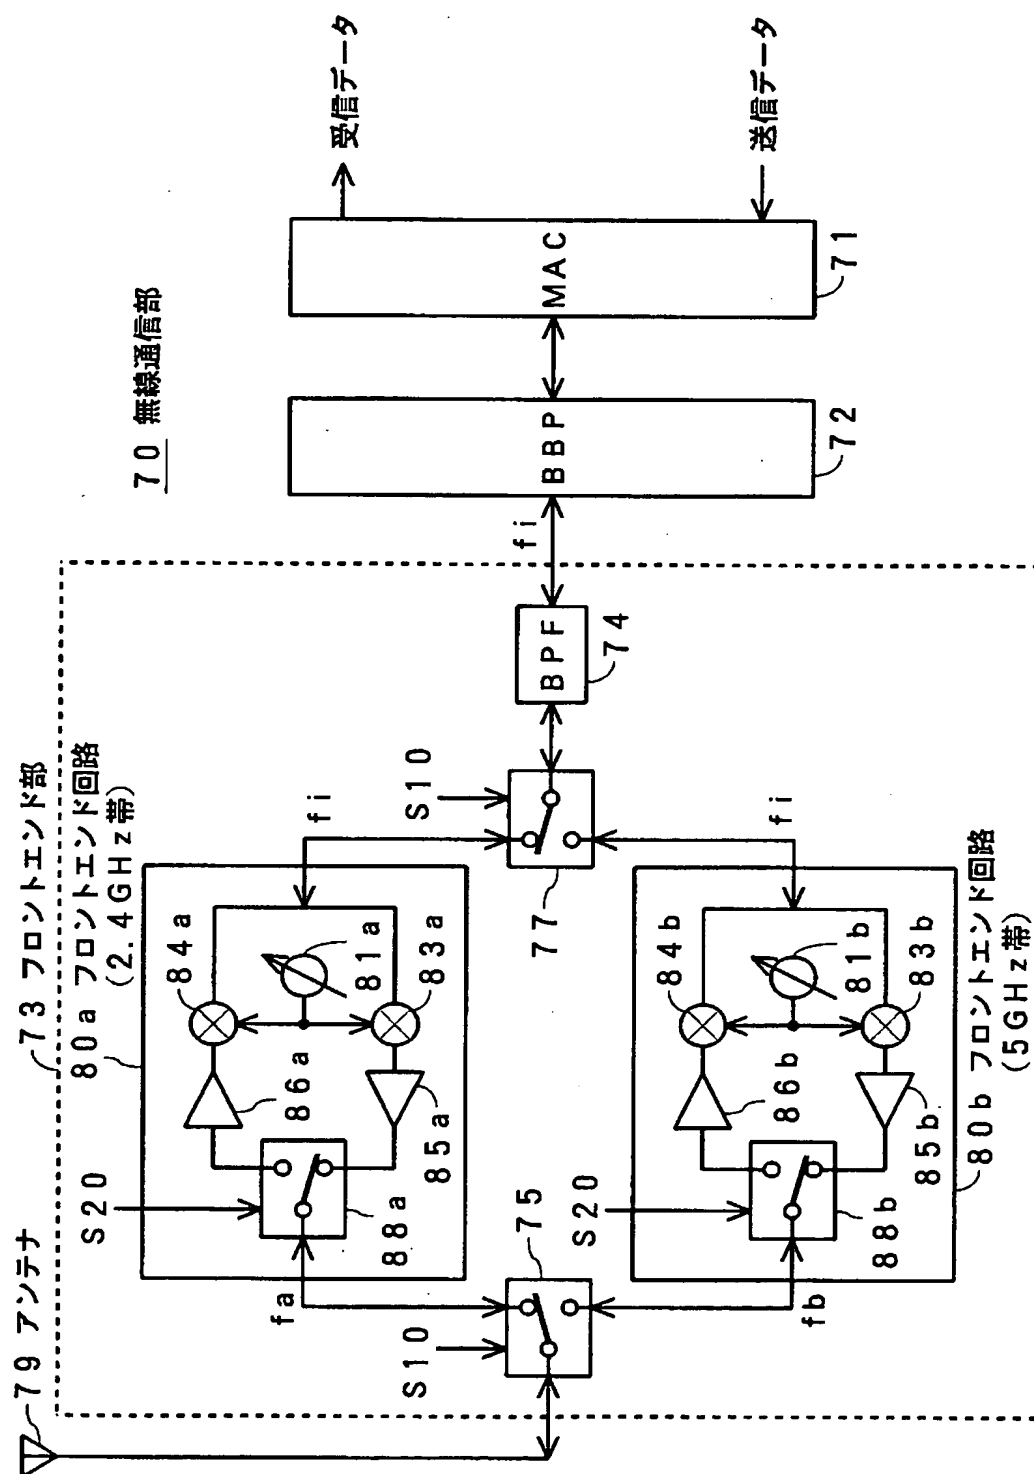 70 無線通信部
79 アンテナ
73 フロントエンド部
80a フロントエンド回路
(2.4GHz帯)
S20
S10
fa
88a
86a
84a
81a
85a
83a
fi
S10
75
77
BPF
74
fi
BBP
72
MAC
71
受信データ
送信データ
S20
fb
88b
86b
84b
81b
85b
83b
fi
80b フロントエンド回路
(5GHz帯)